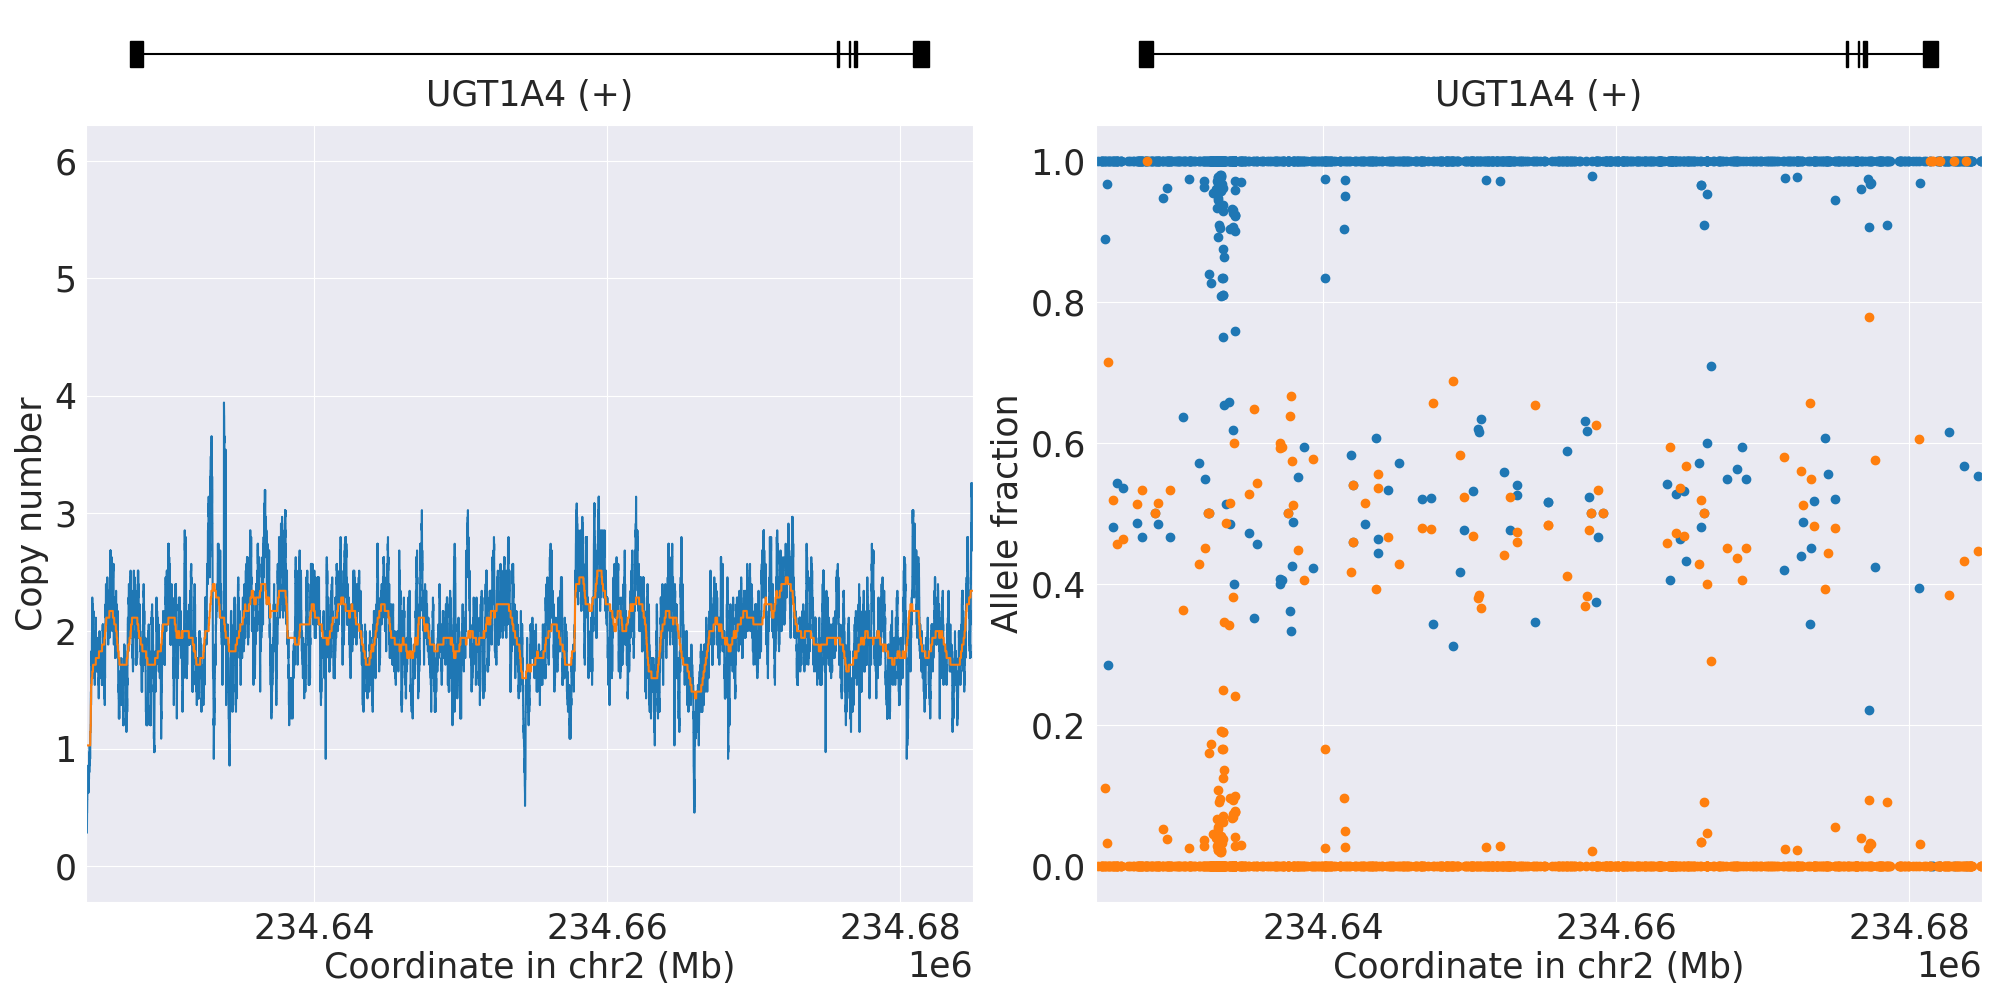 UGT1A4 (+)
6
5
4
3
2
1
0
Copy number
234.64
234.66
234.68
Coordinate in chr2 (Mb)
1e6
UGT1A4 (+)
1.0
0.8
0.6
0.4
0.2
0.0
Allele fraction
234.64
234.66
234.68
Coordinate in chr2 (Mb)
1e6